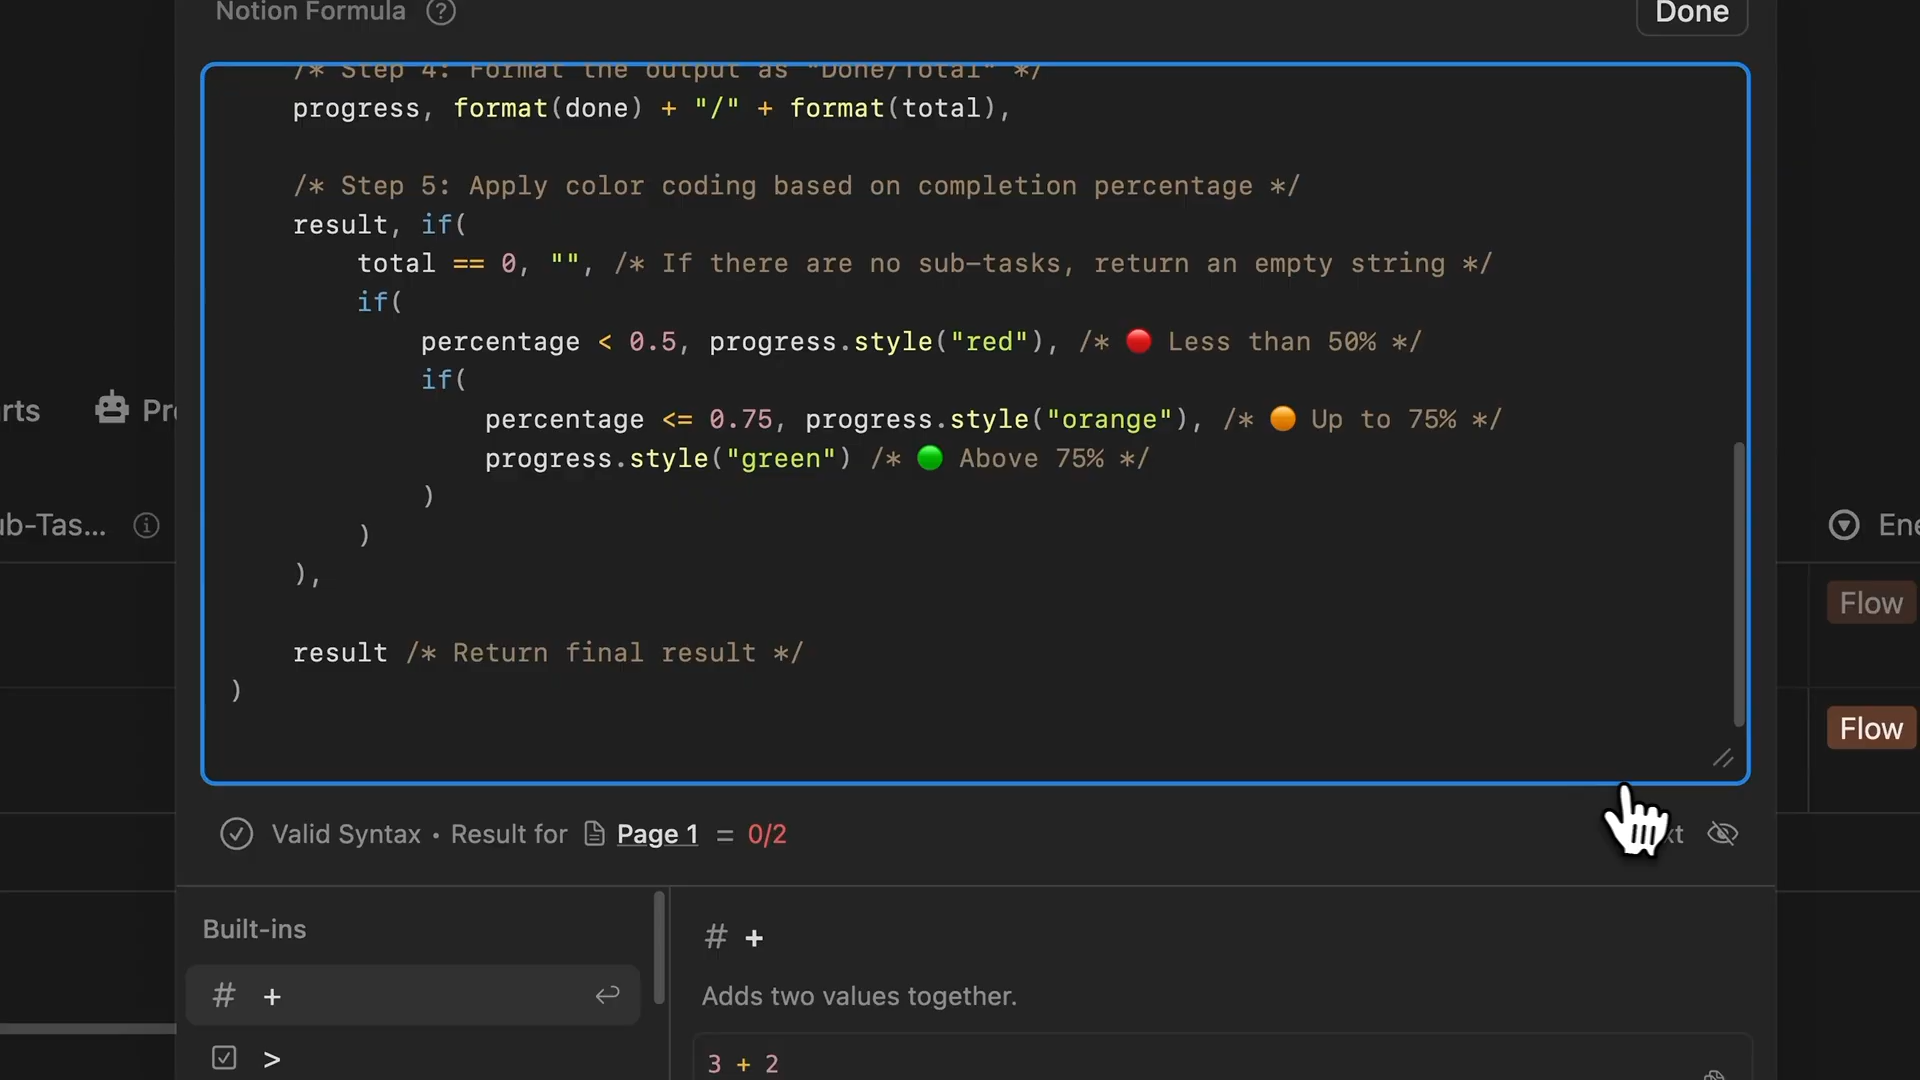 Notion Formula
Done
/* Step 4: Format the output as "Done/Total" */
progress, format(done) + "/" + format(total),
/* Step 5: Apply color coding based on completion percentage */
result, if(
total == 0, "", /* If there are no sub-tasks, return an empty string */
if(
percentage < 0.5, progress.style("red"), /* 🔴 Less than 50% */
if(
percentage <= 0.75, progress.style("orange"), /* 🟠 Up to 75% */
progress.style("green") /* 🟢 Above 75% */
)
)
),
result /* Return final result */
)
Valid Syntax • Result for Page 1 = 0/2
Built-ins
# +
>
# +
Adds two values together.
3 + 2
Flow
Flow